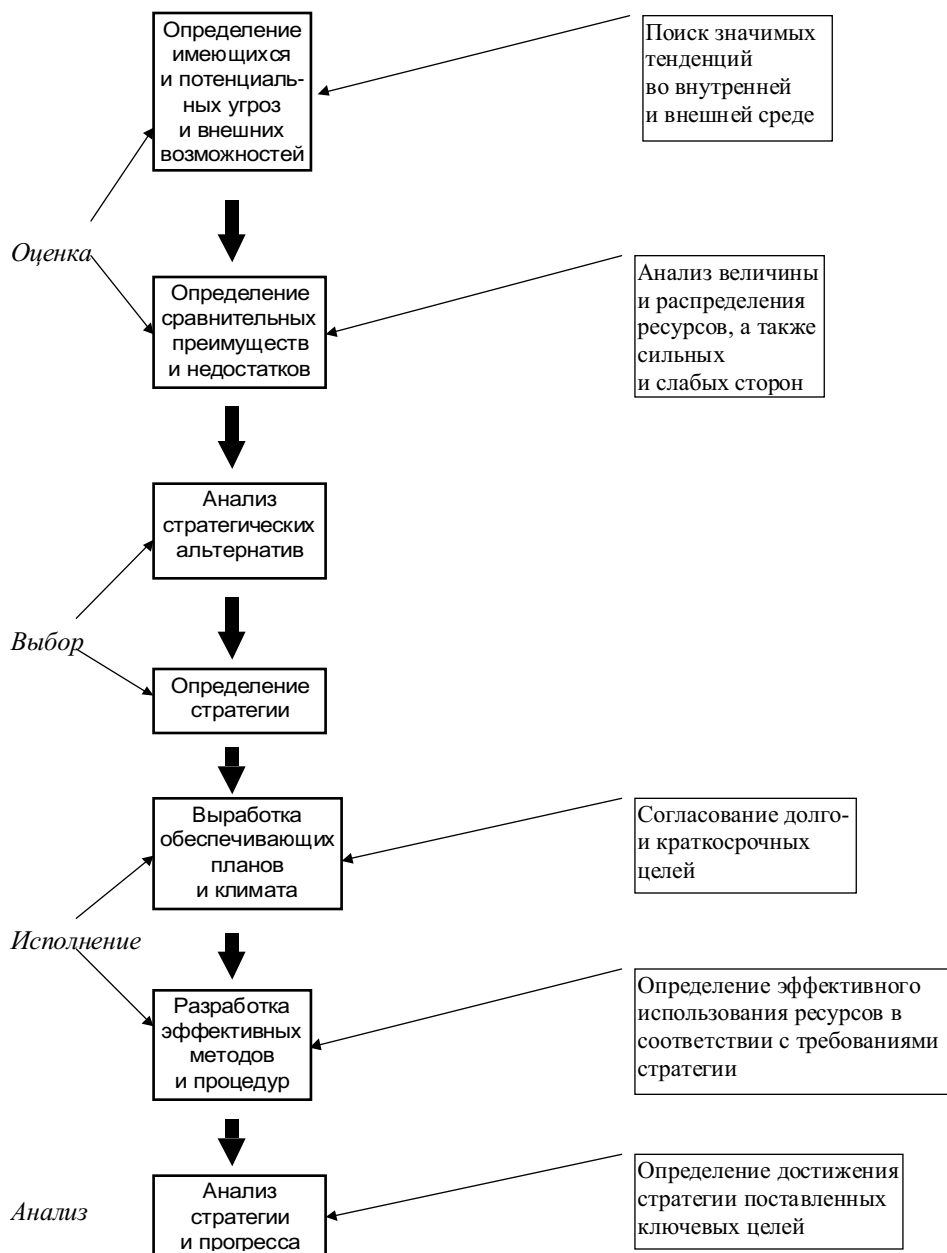 Определение
имеющихся
и потенциаль-
ных угроз
и внешних
возможностей
Поиск значимых
тенденций
во внутренней
и внешней среде
Оценка
Определение
сравнительных
преимуществ
и недостатков
Анализ величины
и распределения
ресурсов, а также
сильных
и слабых сторон
Анализ
стратегических
альтернатив
Выбор
Определение
стратегии
Выработка
обеспечивающих
планов
и климата
Согласование долго-
и краткосрочных
целей
Исполнение
Разработка
эффективных
методов
и процедур
Определение эффективного
использования ресурсов в
соответствии с требованиями
стратегии
Анализ
Анализ
стратегии
и прогресса
Определение достижения
стратегии поставленных
ключевых целей